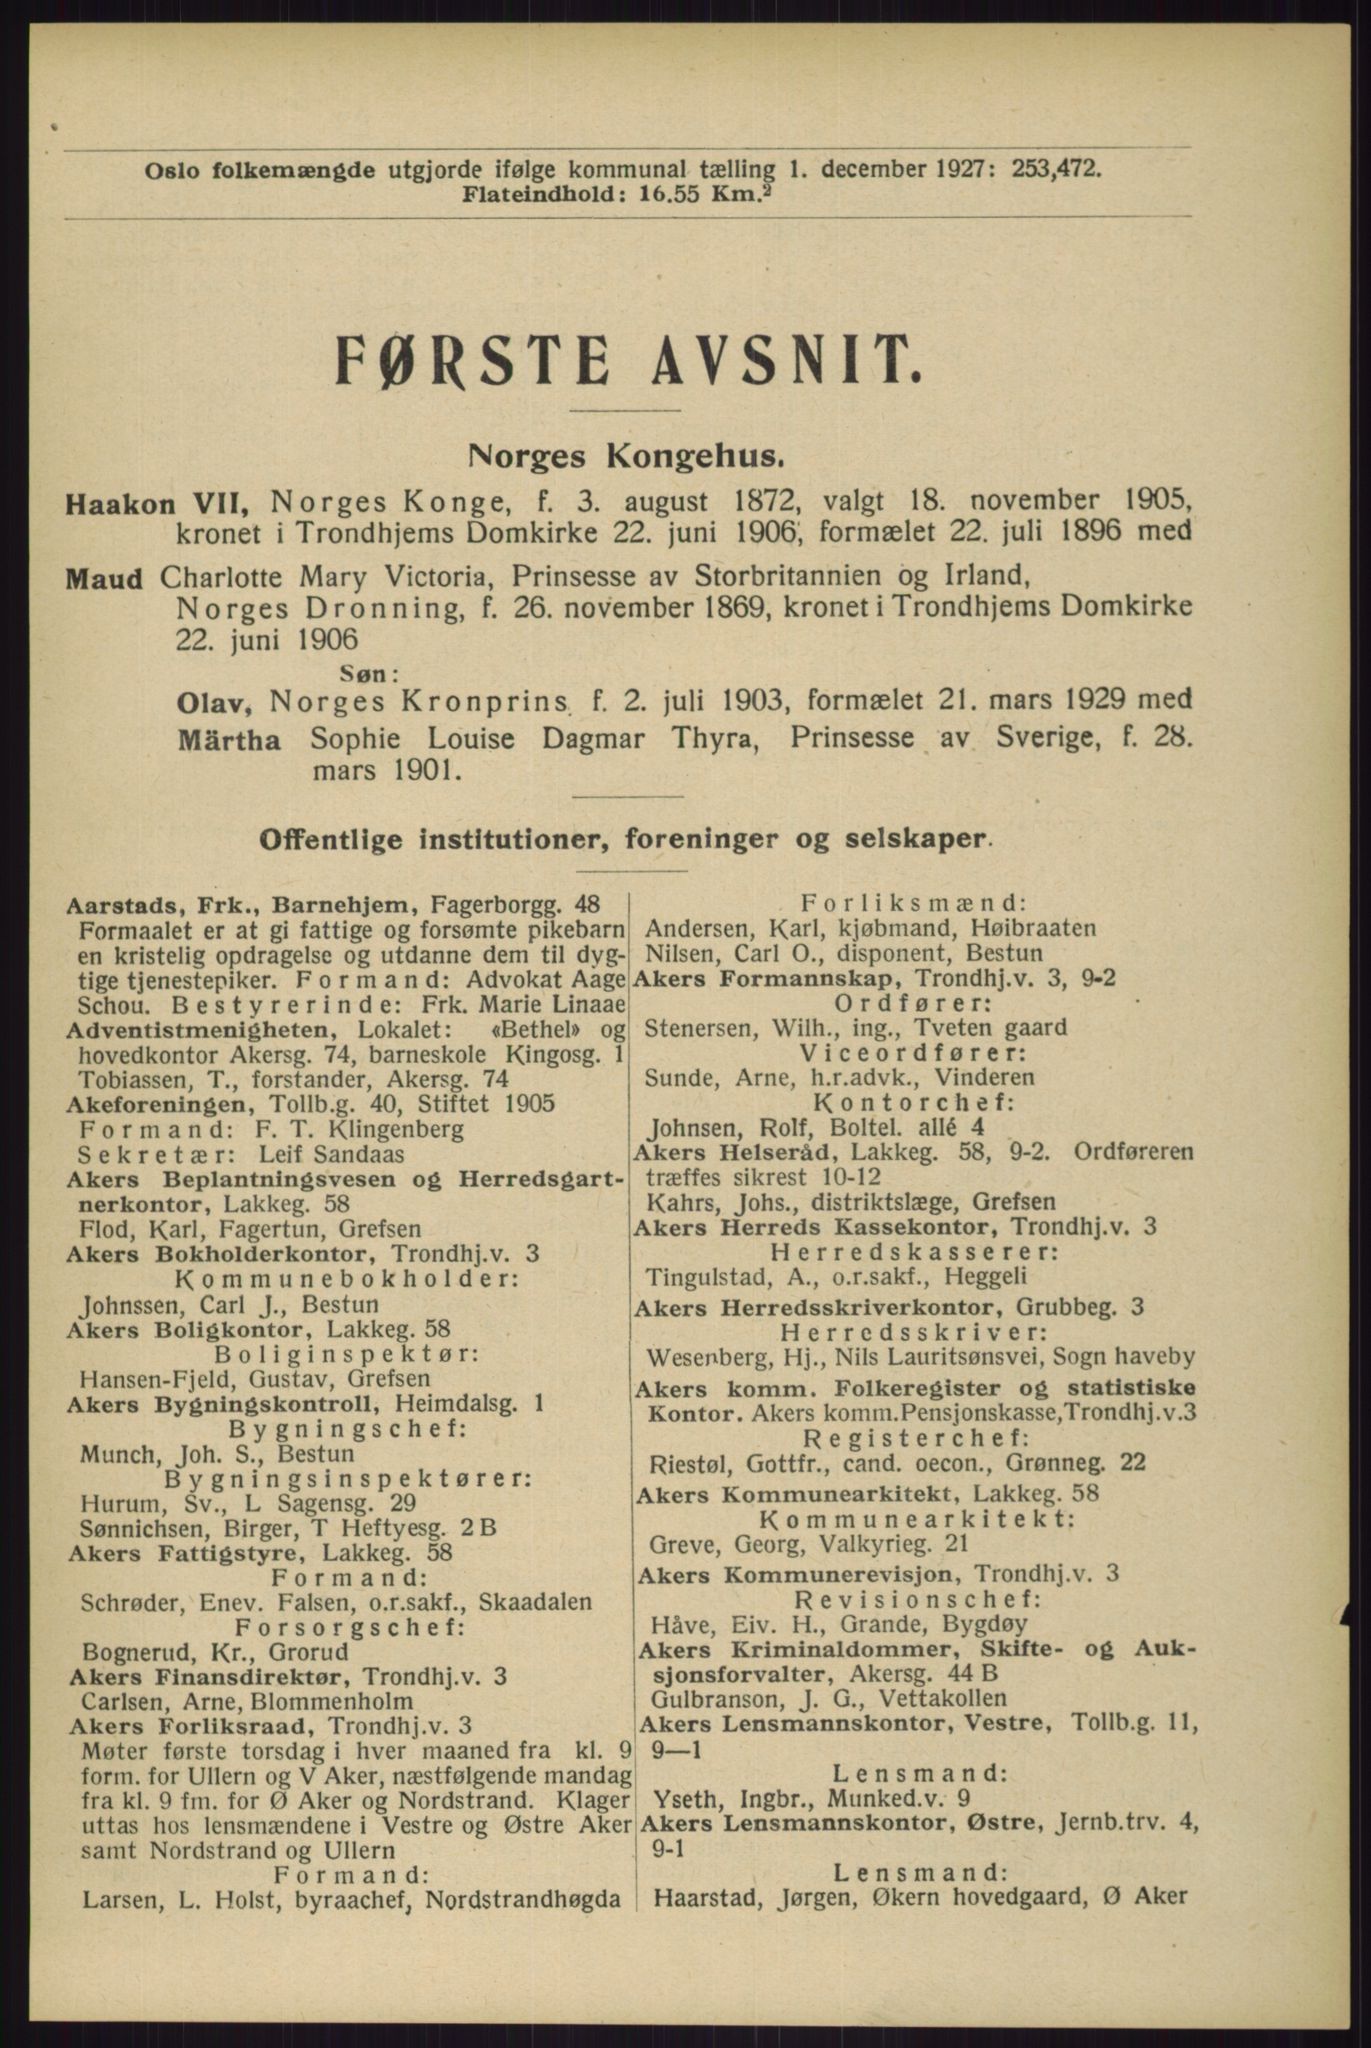 Oslo folkemængde utgjorde ifølge kommunal tælling 1. december 1927: 253,472.
Flateindhold: 16.55 Km.²
FØRSTE AVSNIT.
Norges Kongehus.
Haakon VII, Norges Konge, f. 3. august 1872, valgt 18. november 1905,
kronet i Trondhjems Domkirke 22. juni 1906, formælet 22. juli 1896 med
Maud Charlotte Mary Victoria, Prinsesse av Storbritannien og Irland,
Norges Dronning, f. 26. november 1869, kronet i Trondhjems Domkirke
22. juni 1906
Søn:
Olav, Norges Kronprins, f. 2. juli 1903, formælet 21. mars 1929 med
Märtha Sophie Louise Dagmar Thyra, Prinsesse av Sverige, f. 28.
mars 1901.
Offentlige institutioner, foreninger og selskaper.
Aarstads, Frk., Barnehjem, Fagerborgg. 48
Formaalet er at gi fattige og forsømte pikebarn
en kristelig opdragelse og utdanne dem til dyg-
tige tjenestepiker. Formand: Advokat Aage
Schou. Bestyrerinde: Frk. Marie Linaae
Adventistmenigheten, Lokalet: «Bethel» og
hovedkontor Akersg. 74, barneskole Kingosg. 1
Tobiassen, T., forstander, Akersg. 74
Akeforeningen, Tollb.g. 40, Stiftet 1905
Formand: F. T. Klingenberg
Sekretær: Leif Sandaas
Akers Beplantningsvesen og Herredsgart-
nerkontor, Lakkeg. 58
Flod, Karl, Fagertun, Grefsen
Akers Bokholderkontor, Trondhj.v. 3
Kommunebokholder:
Johnssen, Carl J., Bestun
Akers Boligkontor, Lakkeg. 58
Boliginspektør:
Hansen-Fjeld, Gustav, Grefsen
Akers Bygningskontroll, Heimdalsg. 1
Bygningschef:
Munch, Joh. S., Bestun
Bygningsinspektører:
Hurum, Sv., L Sagensg. 29
Sønnichsen, Birger, T Heftyesg. 2 B
Akers Fattigstyre, Lakkeg. 58
Formand:
Schrøder, Enev. Falsen, o.r.sakf., Skaadalen
Forsorgschef:
Bognerud, Kr., Grorud
Akers Finansdirektør, Trondhj.v. 3
Carlsen, Arne, Blommenholm
Akers Forliksraad, Trondhj.v. 3
Møter første torsdag i hver maaned fra kl. 9
form. for Ullern og V Aker, næstfølgende mandag
fra kl. 9 fm. for Ø Aker og Nordstrand. Klager
uttas hos lensmændene i Vestre og Østre Aker
samt Nordstrand og Ullern
Formand:
Larsen, L. Holst, byraachef, Nordstrandhøgda
Forliksmænd:
Andersen, Karl, kjøbmand, Høibraaten
Nilsen, Carl O., disponent, Bestun
Akers Formannskap, Trondhj.v. 3, 9-2
Ordfører:
Stenersen, Wilh., ing., Tveten gaard
Viceordfører:
Sunde, Arne, h.r.advk., Vinderen
Kontorchef:
Johnsen, Rolf, Boltel. allé 4
Akers Helseråd, Lakkeg. 58, 9-2. Ordføreren
træffes sikrest 10-12
Kahrs, Johs., distriktslæge, Grefsen
Akers Herreds Kassekontor, Trondhj.v. 3
Herredskasserer:
Tingulstad, A., o.r.sakf., Heggeli
Akers Herredsskriverkontor, Grubbeg. 3
Herredsskriver:
Wesenberg, Hj., Nils Lauritsønsvei, Sogn haveby
Akers komm. Folkeregister og statistiske
Kontor. Akers komm. Pensjonskasse, Trondhj.v.3
Registerchef:
Riestøl, Gottfr., cand. oecon., Grønneg. 22
Akers Kommunearkitekt, Lakkeg. 58
Kommunearkitekt:
Greve, Georg, Valkyrieg. 21
Akers Kommunerevisjon, Trondhj.v. 3
Revisionschef:
Håve, Eiv. H., Grande, Bygdøy
Akers Kriminaldommer, Skifte- og Auk-
sjonsforvalter, Akersg. 44 B
Gulbranson, J. G., Vettakollen
Akers Lensmannskontor, Vestre, Tollb.g. 11,
9—1
Lensmand:
Yseth, Ingbr., Munked.v. 9
Akers Lensmannskontor, Østre, Jernb.trv. 4,
9-1
Lensmand:
Haarstad, Jørgen, Økern hovedgaard, Ø Aker